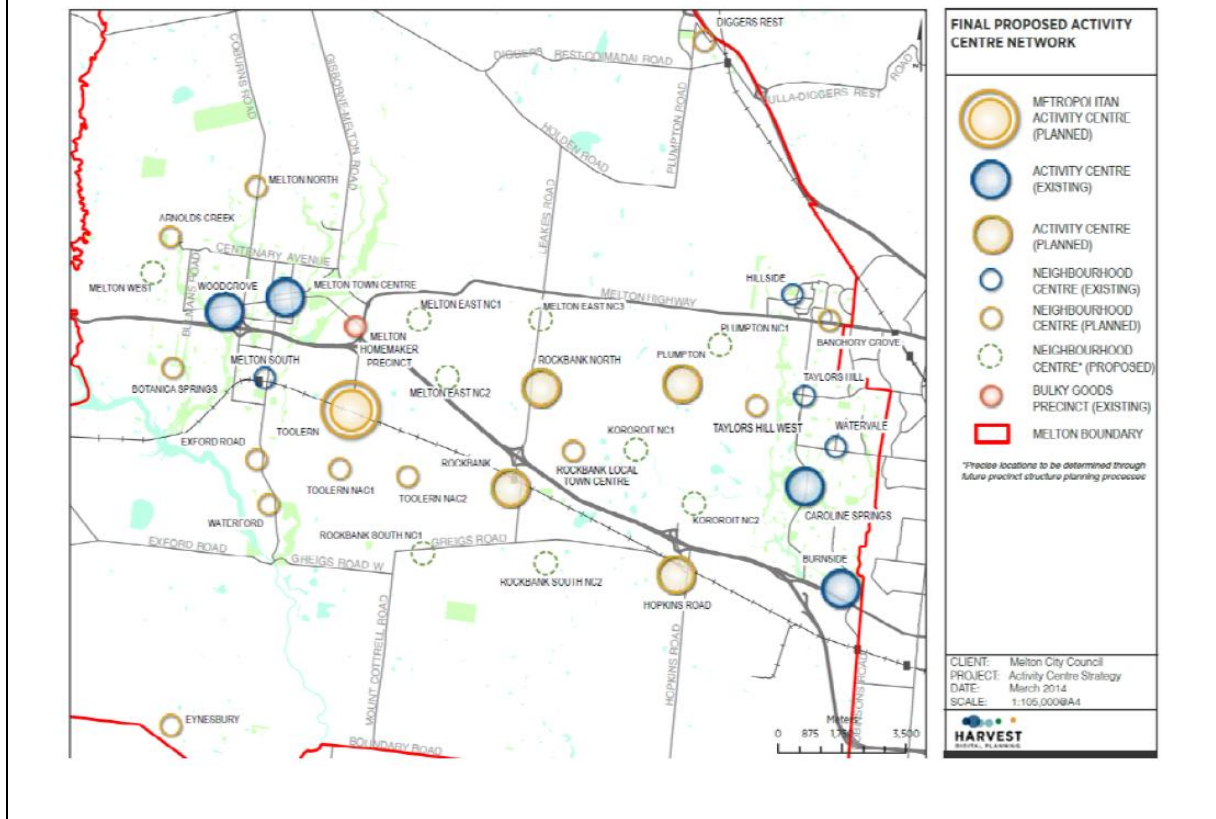 DIGGERS REST
DIGGERS REST-COIMADAI ROAD
COBURNS ROAD
GISBORNE-MELTON ROAD
BULLA-DIGGERS REST ROAD
PLUMPTON ROAD
HOLDEN ROAD
LEAKES ROAD
MELTON NORTH
ARNOLDS CREEK
CENTENARY AVENUE
MELTON WEST
WOODGROVE
MELTON TOWN CENTRE
HILLSIDE
MELTON HIGHWAY
MELTON EAST NC1
MELTON EAST NC3
PLUMPTON NC1
BANCHORY GROVE
MELTON
HOMEMAKER
PRECINCT
MELTON SOUTH
ROCKBANK NORTH
PLUMPTON
BOTANICA SPRINGS
MELTON EAST NC2
TAYLORS HILL
TOOLERN
TAYLORS HILL WEST
WATERVALE
KOROROIT NC1
EXFORD ROAD
ROCKBANK
ROCKBANK LOCAL
TOWN CENTRE
TOOLERN NAC1
TOOLERN NAC2
WATERFORD
KOROROIT NC2
CAROLINE SPRINGS
ROCKBANK SOUTH NC1
EXFORD ROAD
GREIGS ROAD W
GREIGS ROAD
BURNSIDE
ROCKBANK SOUTH NC2
HOPKINS ROAD
MOUNT COTTRELL ROAD
HOPKINS ROAD
EYNESBURY
BOUNDARY ROAD
Meters
0 875 1,750 3,500
FINAL PROPOSED ACTIVITY
CENTRE NETWORK
METROPOLITAN
ACTIVITY CENTRE
(PLANNED)
ACTIVITY CENTRE
(EXISTING)
ACTIVITY CENTRE
(PLANNED)
NEIGHBOURHOOD
CENTRE (EXISTING)
NEIGHBOURHOOD
CENTRE (PLANNED)
NEIGHBOURHOOD
CENTRE* (PROPOSED)
BULKY GOODS
PRECINCT (EXISTING)
MELTON BOUNDARY
*Precise locations to be determined through
future precinct structure planning processes
CLIENT: Melton City Council
PROJECT: Activity Centre Strategy
DATE: March 2014
SCALE: 1:105,000@A4
HARVEST
DIGITAL PLANNING